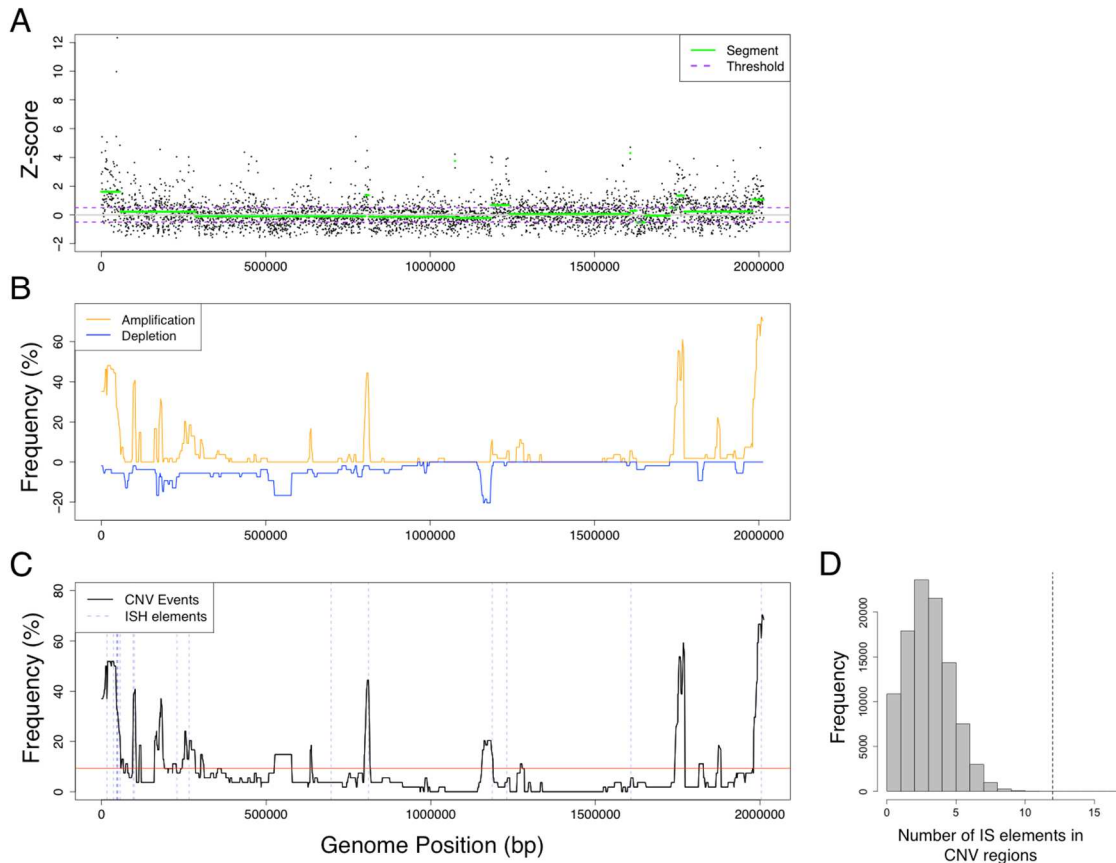 A
Z-score
12
10
8
6
4
2
0
−2
Segment
Threshold
0 500000 1000000 1500000 2000000
B
Frequency (%)
60
40
20
0
−20
Amplification
Depletion
0 500000 1000000 1500000 2000000
C
Frequency (%)
80
60
40
20
0
CNV Events
ISH elements
0 500000 1000000 1500000 2000000
Genome Position (bp)
D
Frequency
20000
15000
10000
5000
0
0 5 10 15
Number of IS elements in
CNV regions